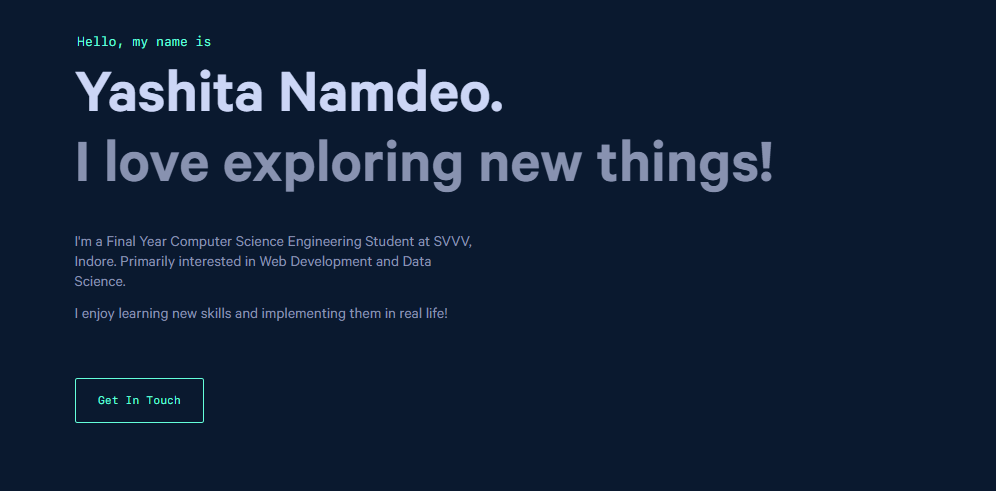 Hello, my name is
Yashita Namdeo.
I love exploring new things!
I'm a Final Year Computer Science Engineering Student at SVVV,
Indore. Primarily interested in Web Development and Data
Science.
I enjoy learning new skills and implementing them in real life!
Get In Touch